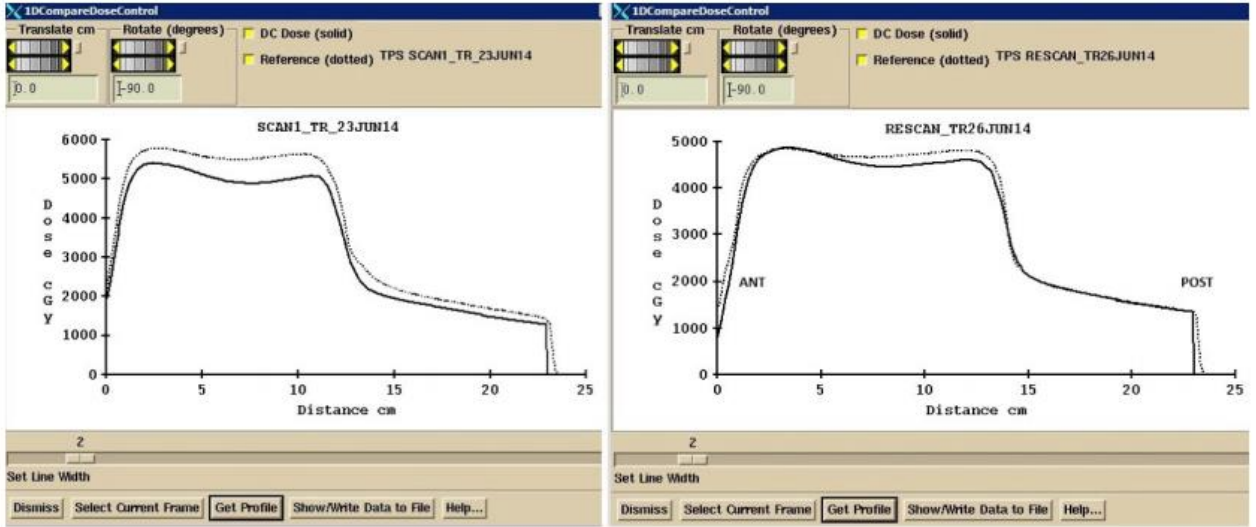 1DCompareDoseControl
Translate cm
Rotate (degrees)
DC Dose (solid)
Reference (dotted) TPS SCAN1_TR_23JUN14
0.0
-90.0
SCAN1_TR_23JUN14
6000
5000
4000
3000
2000
1000
0
Dose cGy
0 5 10 15 20 25
Distance cm
2
Set Line Width
Dismiss Select Current Frame Get Profile Show/Write Data to File Help...
1DCompareDoseControl
Translate cm
Rotate (degrees)
DC Dose (solid)
Reference (dotted) TPS RESCAN_TR26JUN14
0.0
-90.0
RESCAN_TR26JUN14
5000
4000
3000
2000
1000
0
Dose cGy
ANT
POST
0 5 10 15 20 25
Distance cm
2
Set Line Width
Dismiss Select Current Frame Get Profile Show/Write Data to File Help...